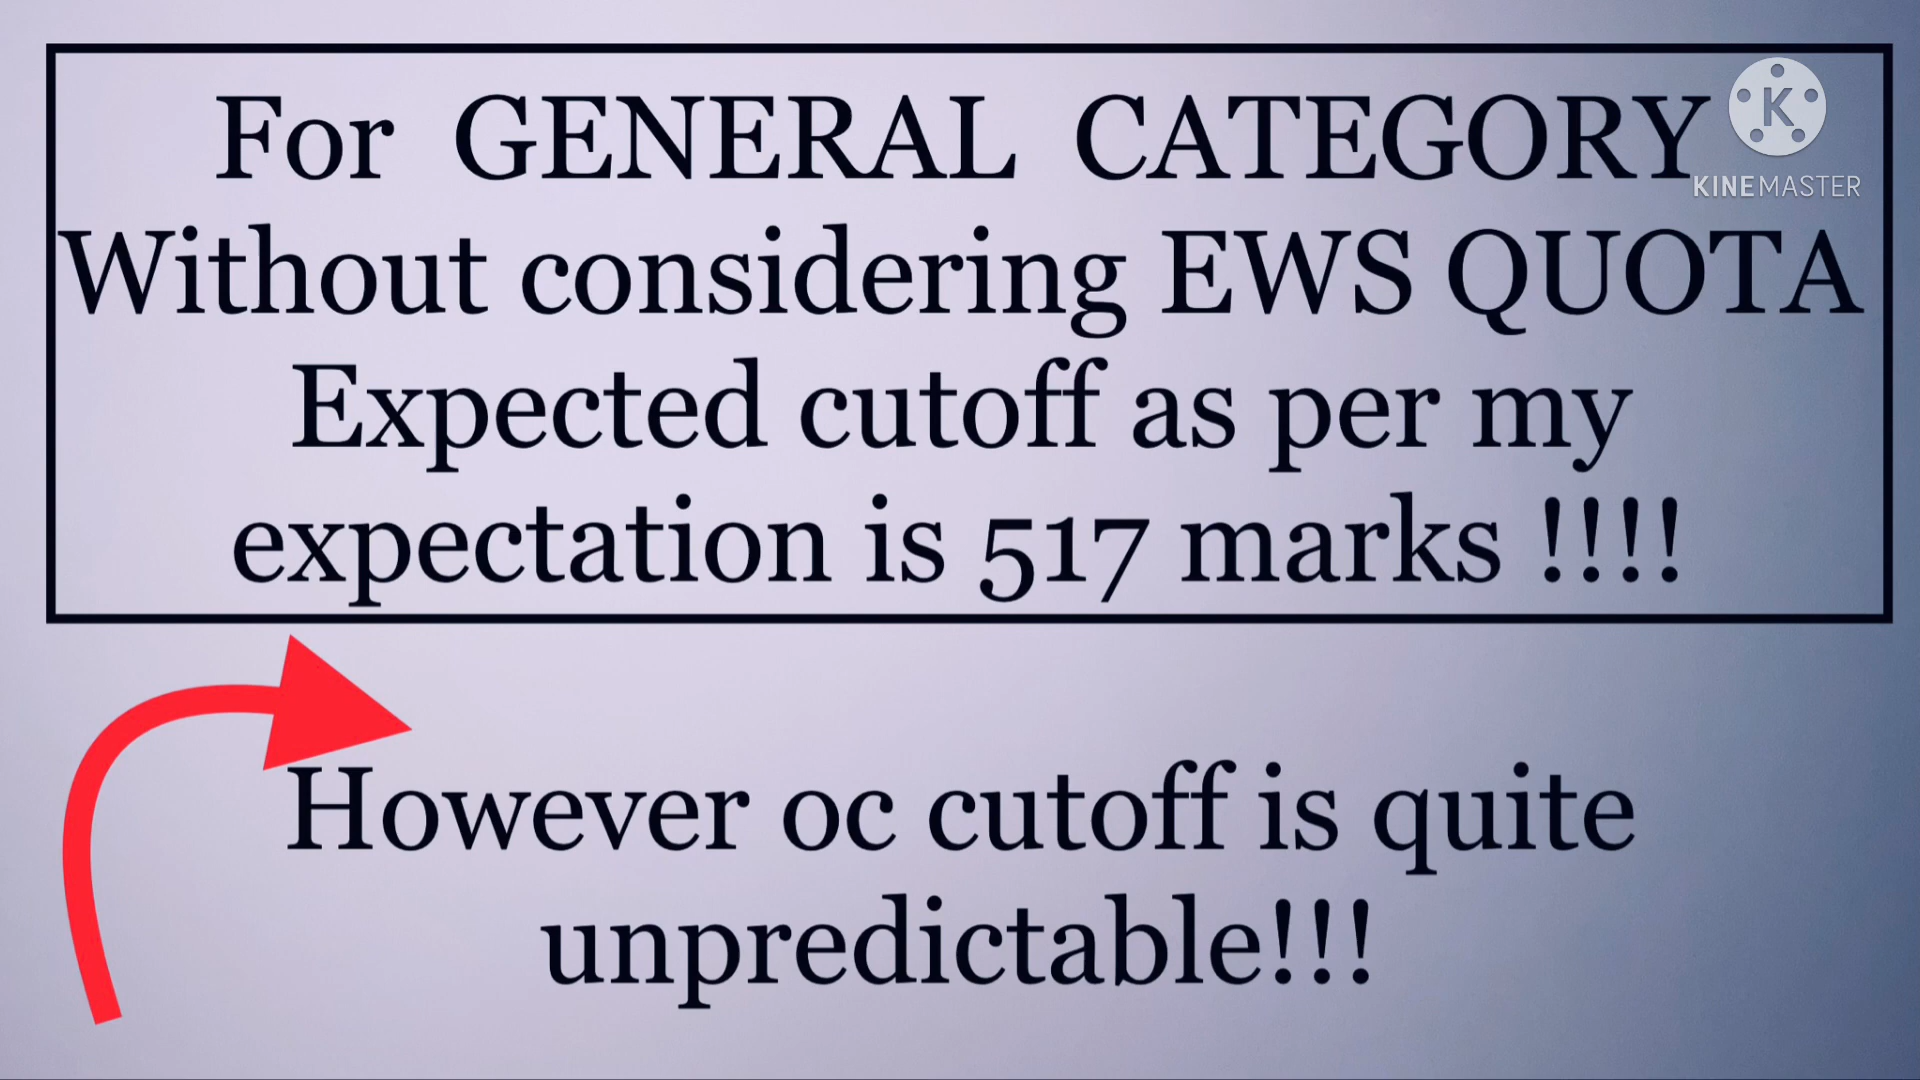 For GENERAL CATEGORY
Without considering EWS QUOTA
Expected cutoff as per my
expectation is 517 marks !!!!
However oc cutoff is quite
unpredictable!!!
K
KINEMASTER